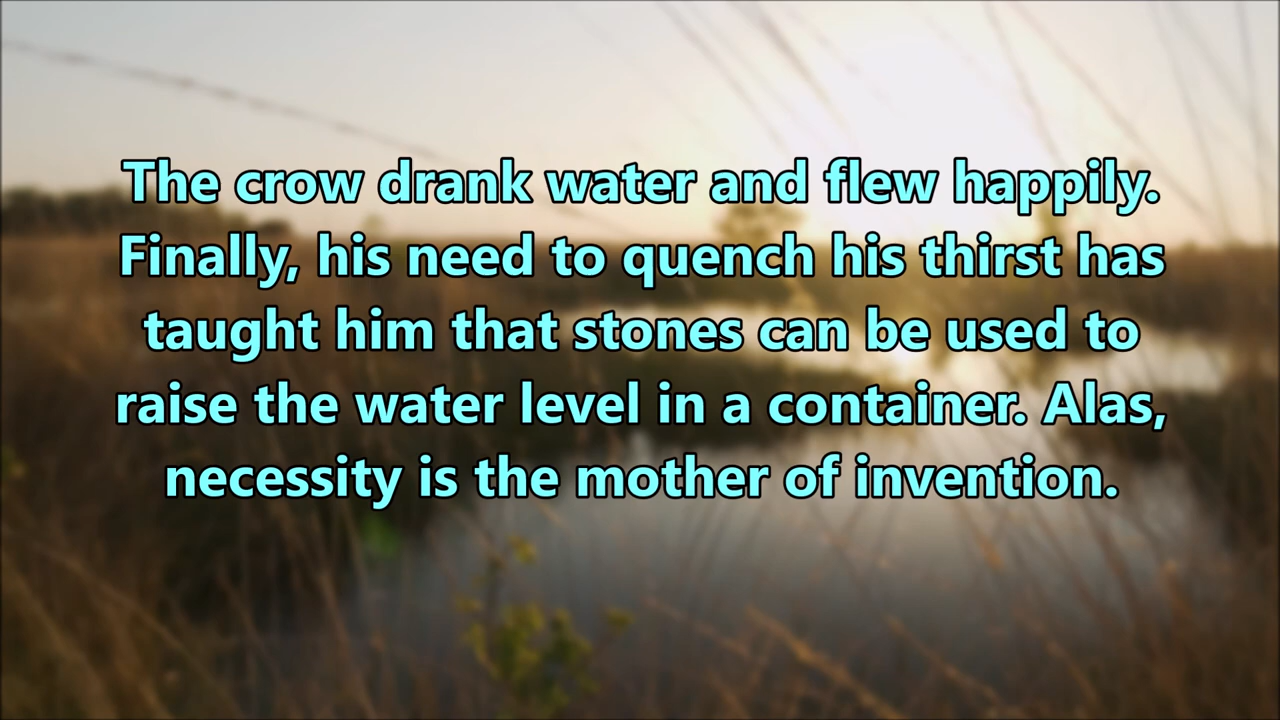 The crow drank water and flew happily.
Finally, his need to quench his thirst has
taught him that stones can be used to
raise the water level in a container. Alas,
necessity is the mother of invention.